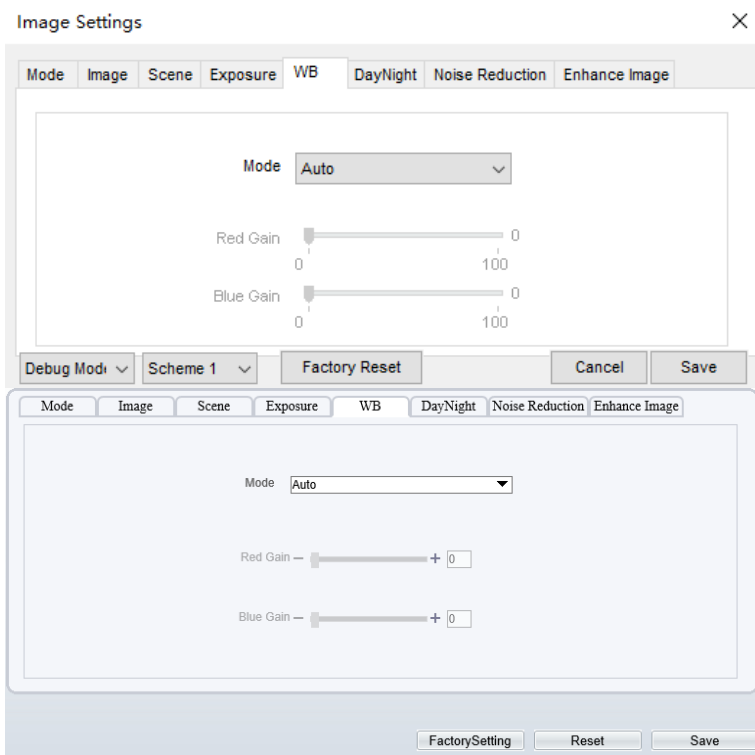 Image Settings
Mode Image Scene Exposure WB DayNight Noise Reduction Enhance Image
Mode Auto
Red Gain 0
0 100
Blue Gain 0
0 100
Debug Mod Scheme 1 Factory Reset Cancel Save
Mode Image Scene Exposure WB DayNight Noise Reduction Enhance Image
Mode Auto
Red Gain − + 0
Blue Gain − + 0
FactorySetting Reset Save